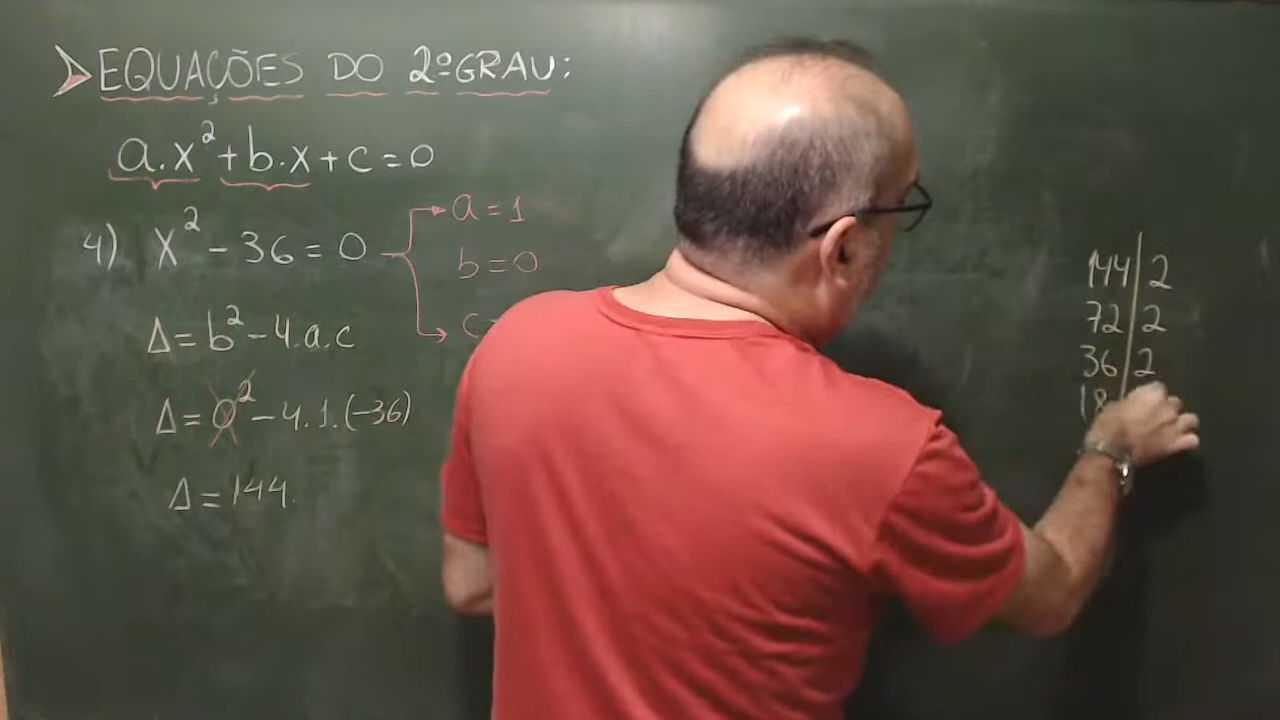 EQUAÇÕES DO 2º GRAU:
a.x²+b.x+c=0
4) x²-36=0
a=1
b=0
c=
Δ=b²-4.a.c
Δ=0²-4.1.(-36)
Δ=144.
144|2
72|2
36|2
18